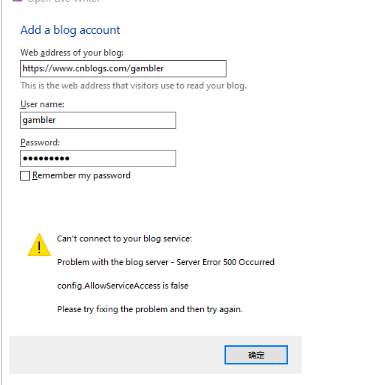 Open Live Writer
Add a blog account
Web address of your blog:
https://www.cnblogs.com/gambler
This is the web address that visitors use to read your blog.
User name:
gambler
Password:
●●●●●●●●●
Remember my password
Can't connect to your blog service:
Problem with the blog server - Server Error 500 Occurred
config.AllowServiceAccess is false
Please try fixing the problem and then try again.
确定